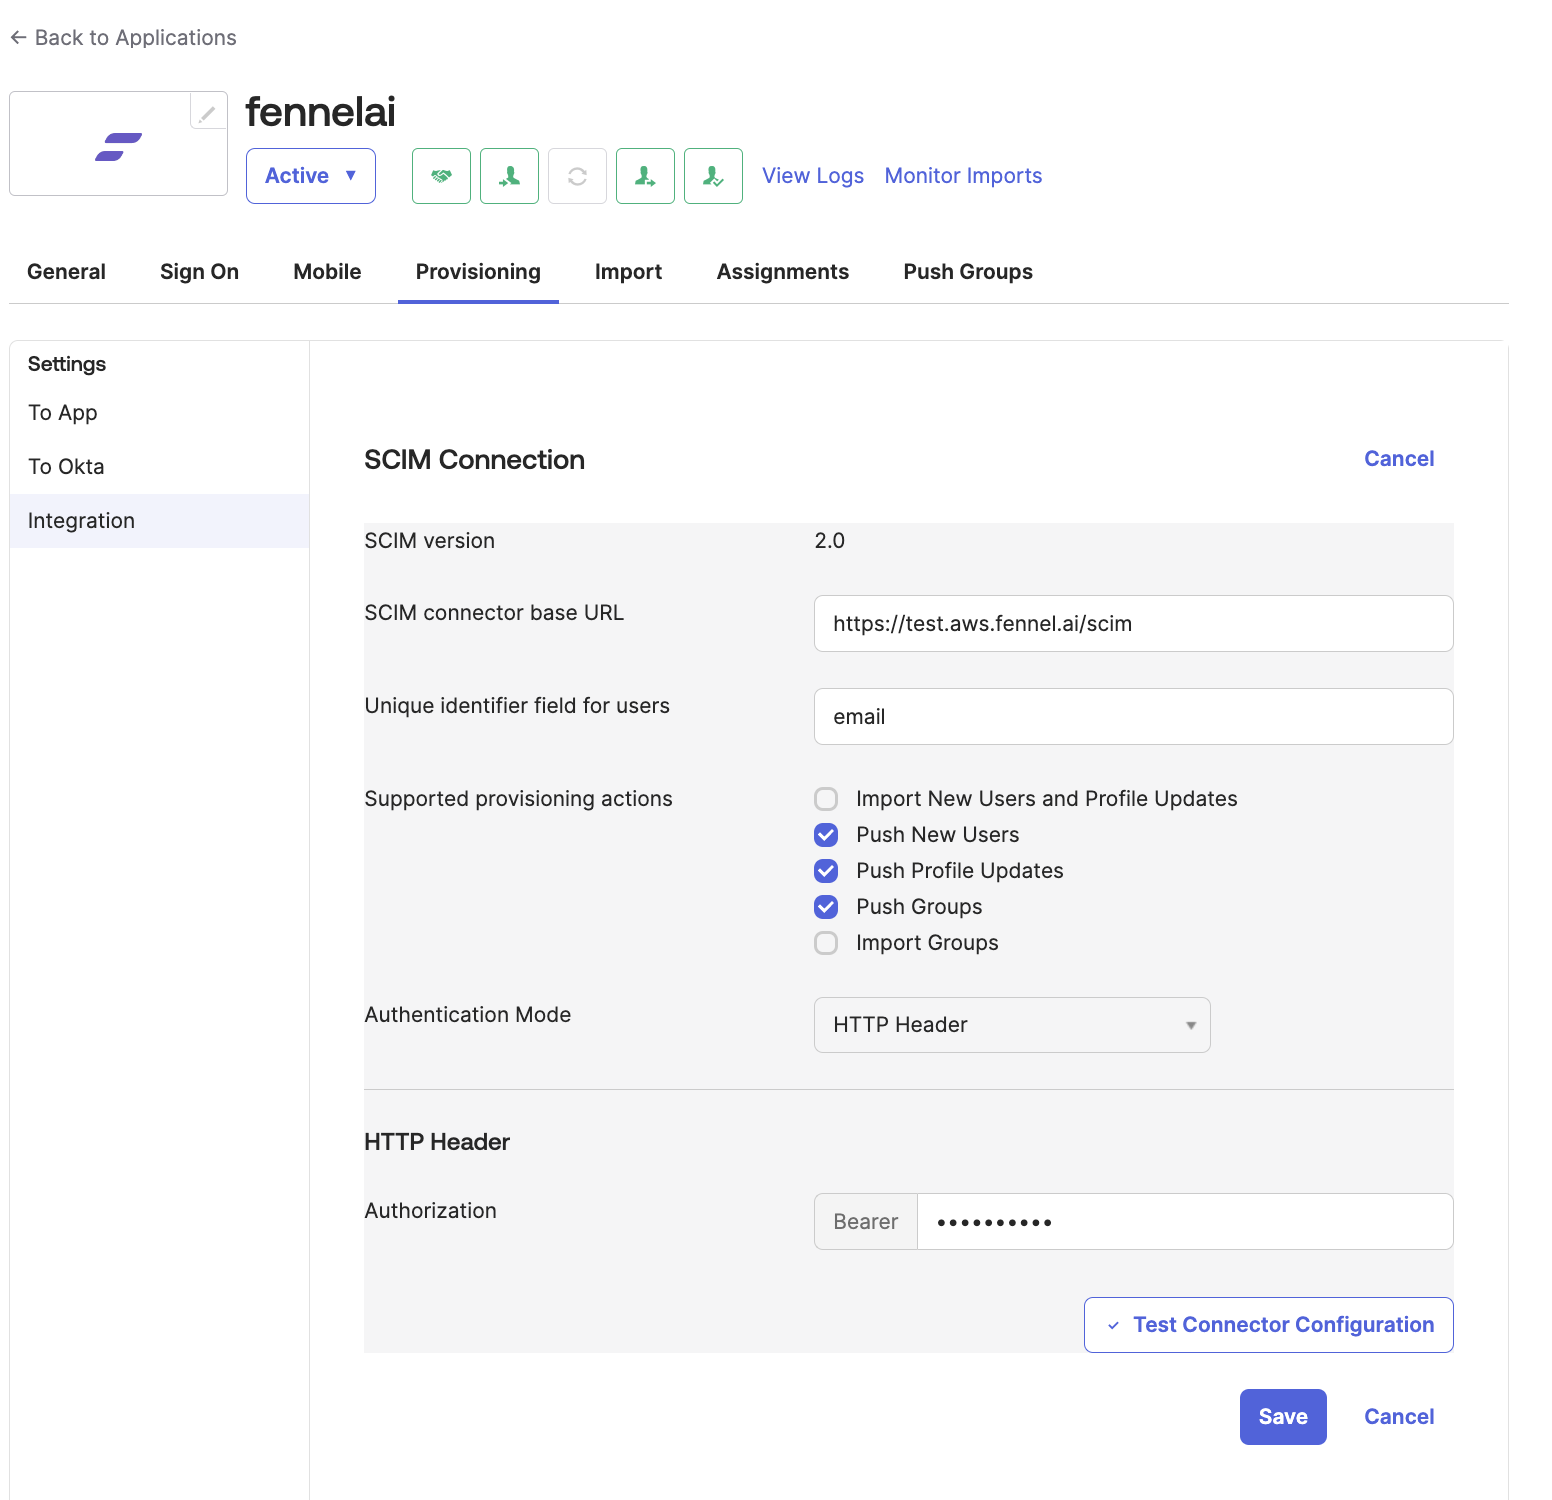 ← Back to Applications
fennelai
Active ▼
View Logs Monitor Imports
General Sign On Mobile Provisioning Import Assignments Push Groups
Settings
To App
To Okta
Integration
SCIM Connection Cancel
SCIM version 2.0
SCIM connector base URL https://test.aws.fennel.ai/scim
Unique identifier field for users email
Supported provisioning actions Import New Users and Profile Updates
Push New Users
Push Profile Updates
Push Groups
Import Groups
Authentication Mode HTTP Header
HTTP Header
Authorization Bearer ••••••••••
Test Connector Configuration
Save Cancel